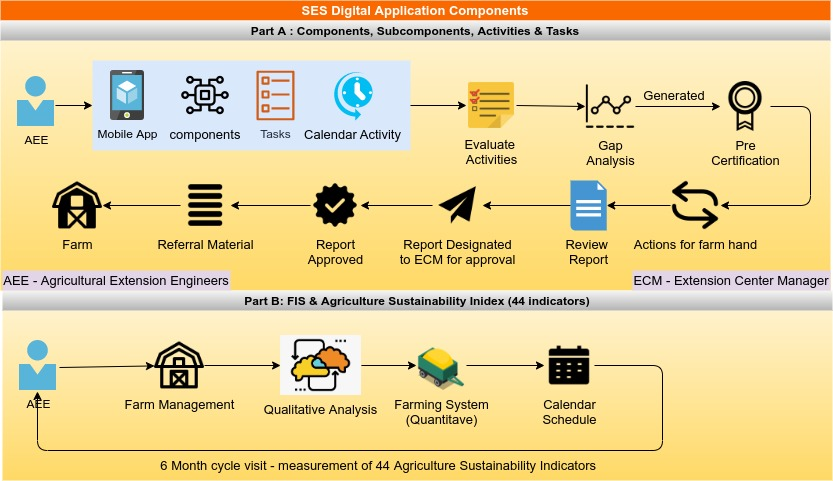 SES Digital Application Components
Part A : Components, Subcomponents, Activities & Tasks
AEE
Mobile App
components
Tasks
Calendar Activity
Evaluate
Activities
Gap
Analysis
Generated
Pre
Certification
Farm
Referral Material
Report
Approved
Report Designated
to ECM for approval
Review
Report
Actions for farm hand
AEE - Agricultural Extension Engineers
ECM - Extension Center Manager
Part B: FIS & Agriculture Sustainability Inidex (44 indicators)
AEE
Farm Management
Qualitative Analysis
Farming System
(Quantitave)
Calendar
Schedule
6 Month cycle visit - measurement of 44 Agriculture Sustainability Indicators